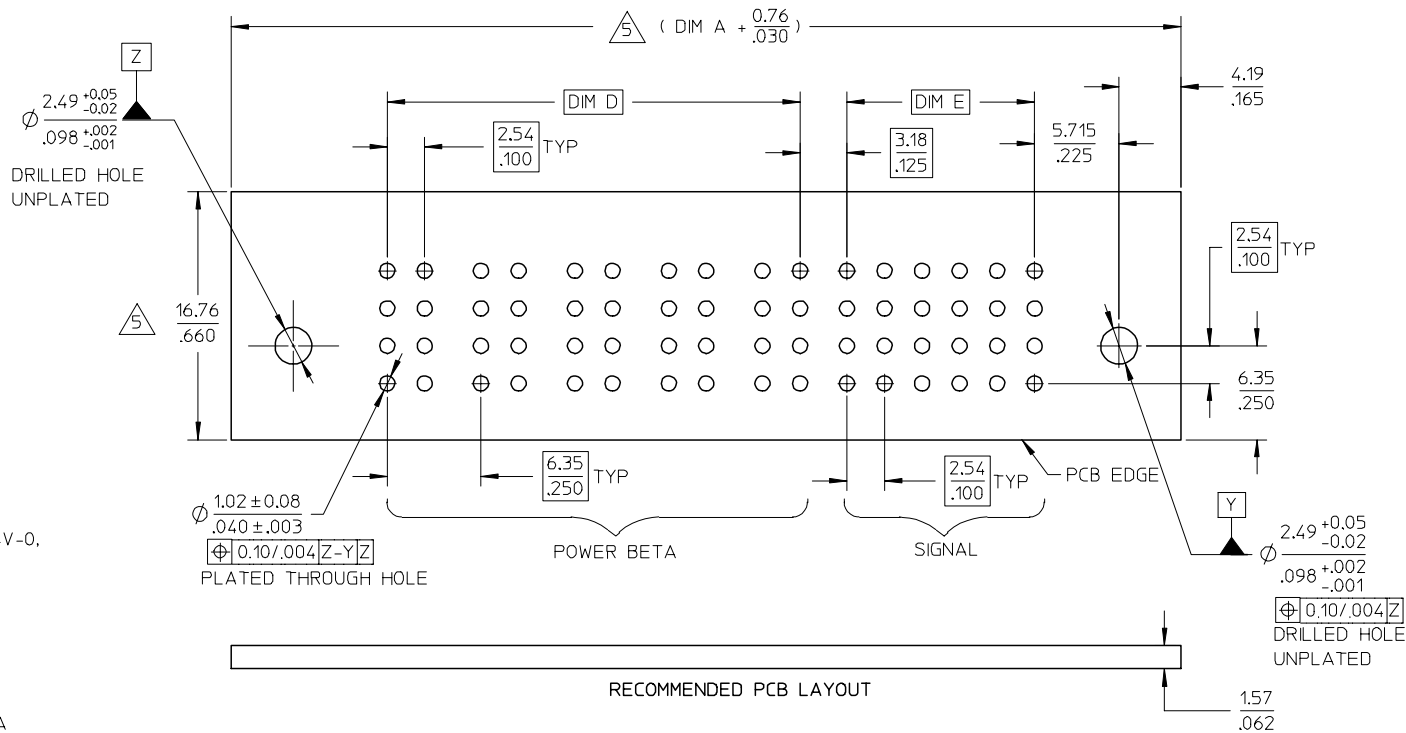 5 ( DIM A + 0.76 / .030 )
Z
4.19
.165
Ø 2.49 +0.05 -0.02
.098 +.002 -.001
DRILLED HOLE
UNPLATED
DIM D
DIM E
2.54
.100 TYP
3.18
.125
5.715
.225
2.54
.100 TYP
5 16.76
.660
6.35
.250
6.35
.250 TYP
2.54
.100 TYP
PCB EDGE
Y
Ø 1.02 ±0.08
.040 ±.003
⌖ 0.10/.004 Z-Y Z
PLATED THROUGH HOLE
POWER BETA
SIGNAL
Ø 2.49 +0.05 -0.02
.098 +.002 -.001
⌖ 0.10/.004 Z
DRILLED HOLE
UNPLATED
V-0,
RECOMMENDED PCB LAYOUT
1.57
.062
A